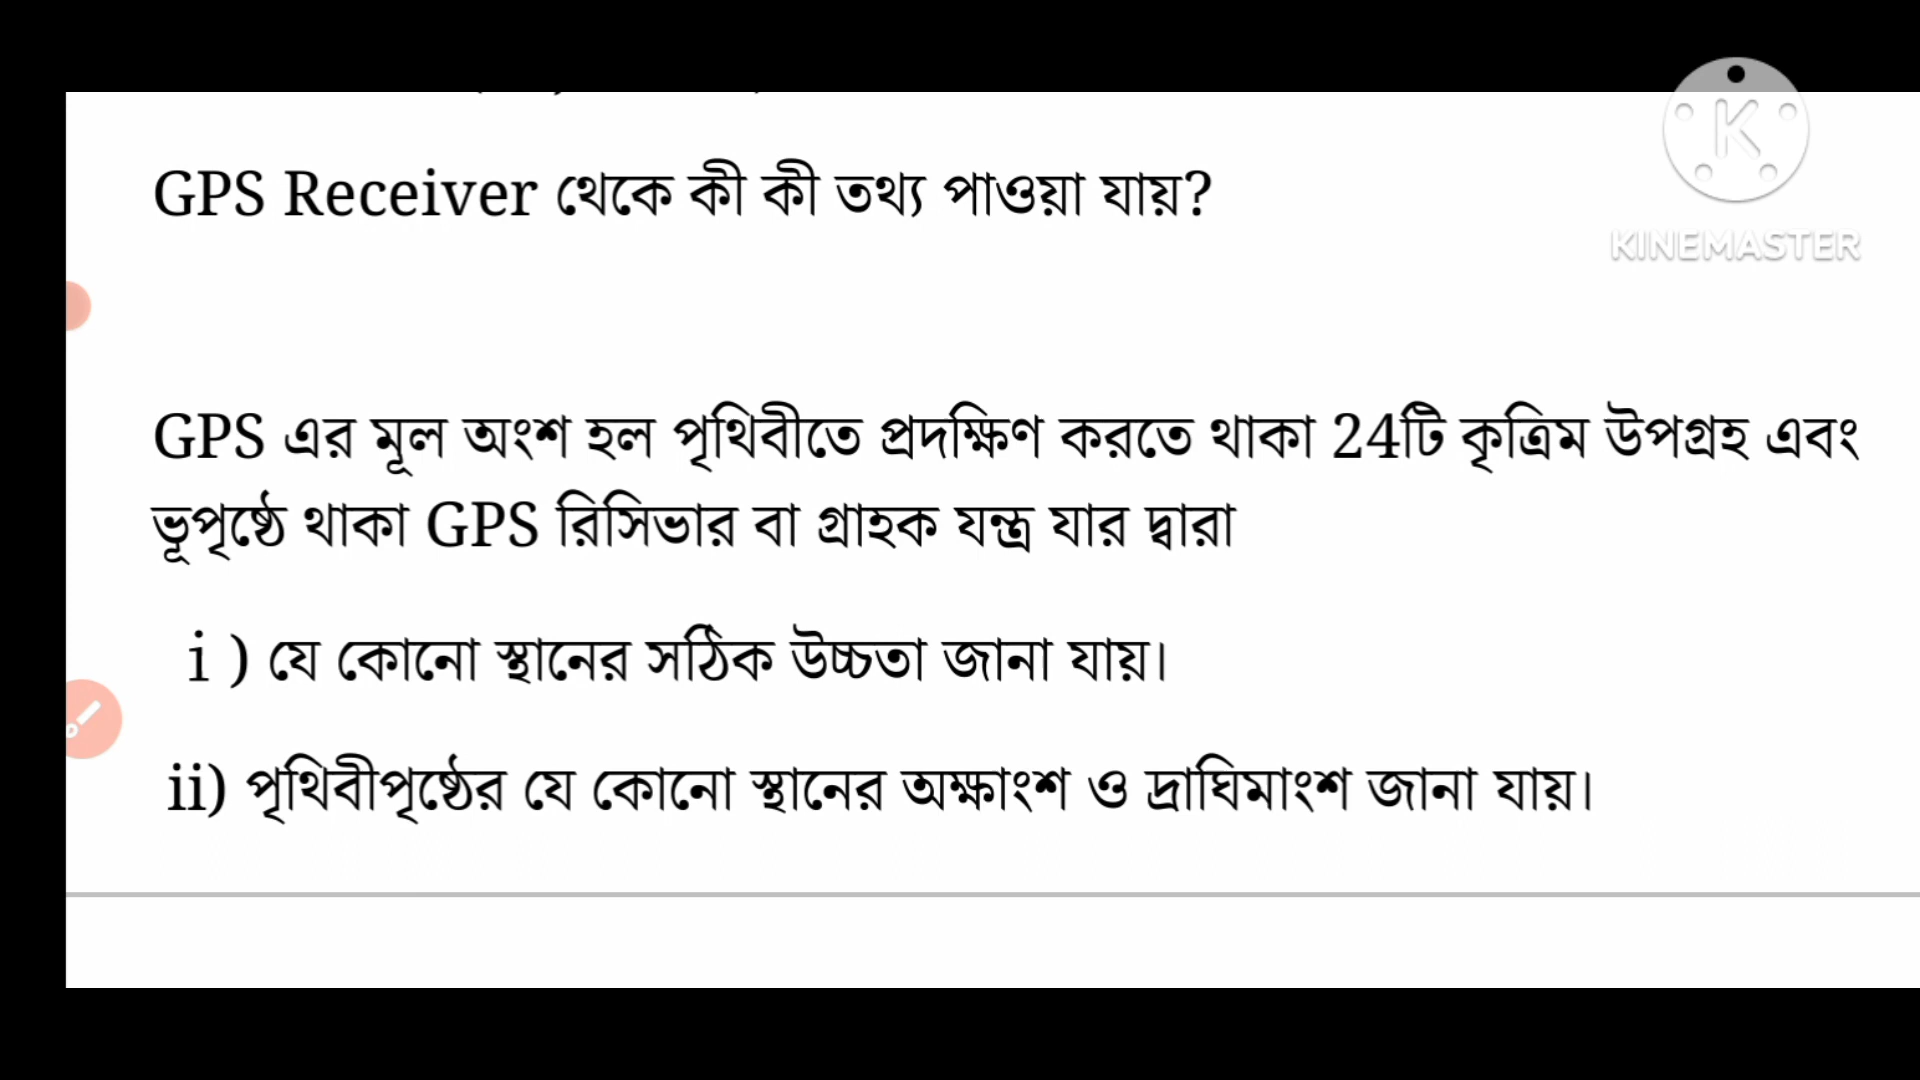 GPS Receiver থেকে কী কী তথ্য পাওয়া যায়?
KINEMASTER
GPS এর মূল অংশ হল পৃথিবীতে প্রদক্ষিণ করতে থাকা 24টি কৃত্রিম উপগ্রহ এবং
ভূপৃষ্ঠে থাকা GPS রিসিভার বা গ্রাহক যন্ত্র যার দ্বারা
i ) যে কোনো স্থানের সঠিক উচ্চতা জানা যায়।
ii) পৃথিবীপৃষ্ঠের যে কোনো স্থানের অক্ষাংশ ও দ্রাঘিমাংশ জানা যায়।